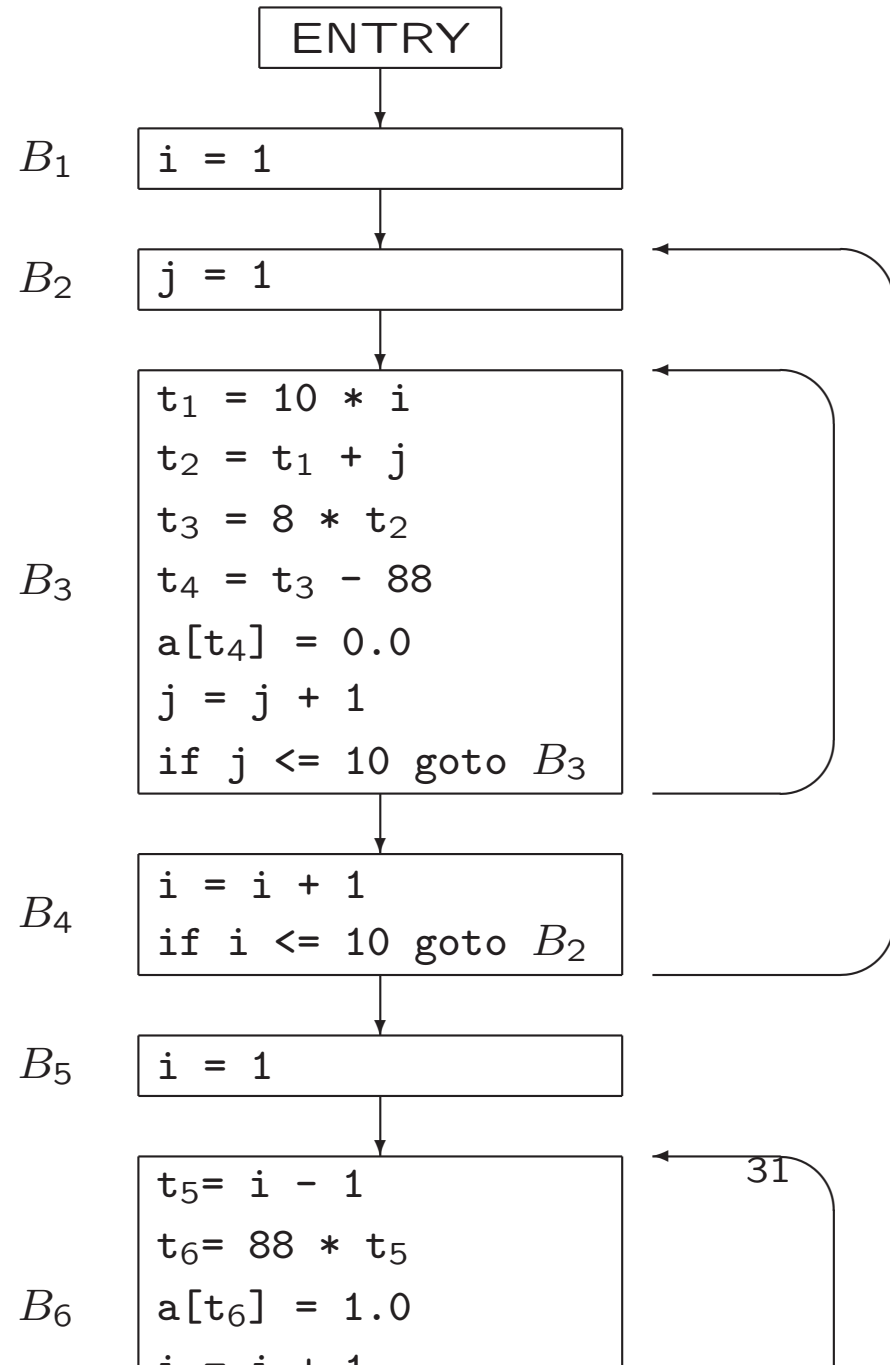 ENTRY
B₁
i = 1
B₂
j = 1
B₃
t₁ = 10 * i
t₂ = t₁ + j
t₃ = 8 * t₂
t₄ = t₃ - 88
a[t₄] = 0.0
j = j + 1
if j <= 10 goto B₃
B₄
i = i + 1
if i <= 10 goto B₂
B₅
i = 1
31
B₆
t₅= i - 1
t₆= 88 * t₅
a[t₆] = 1.0